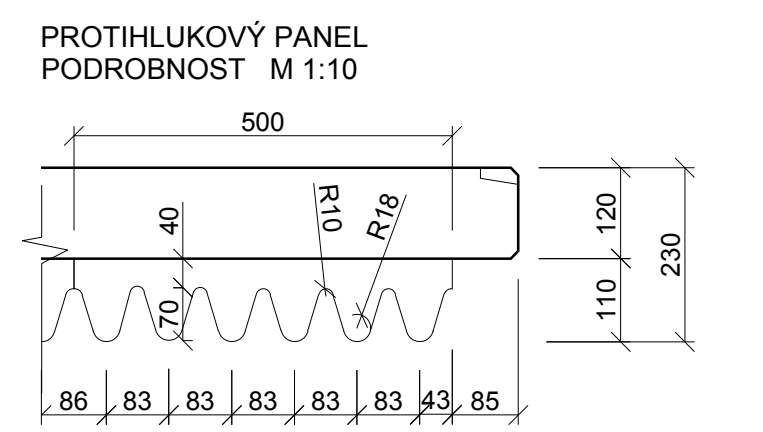 PROTIHLUKOVÝ PANEL
PODROBNOST M 1:10
500
40
R10
R18
120
230
70
110
86 83 83 83 83 83 43 85